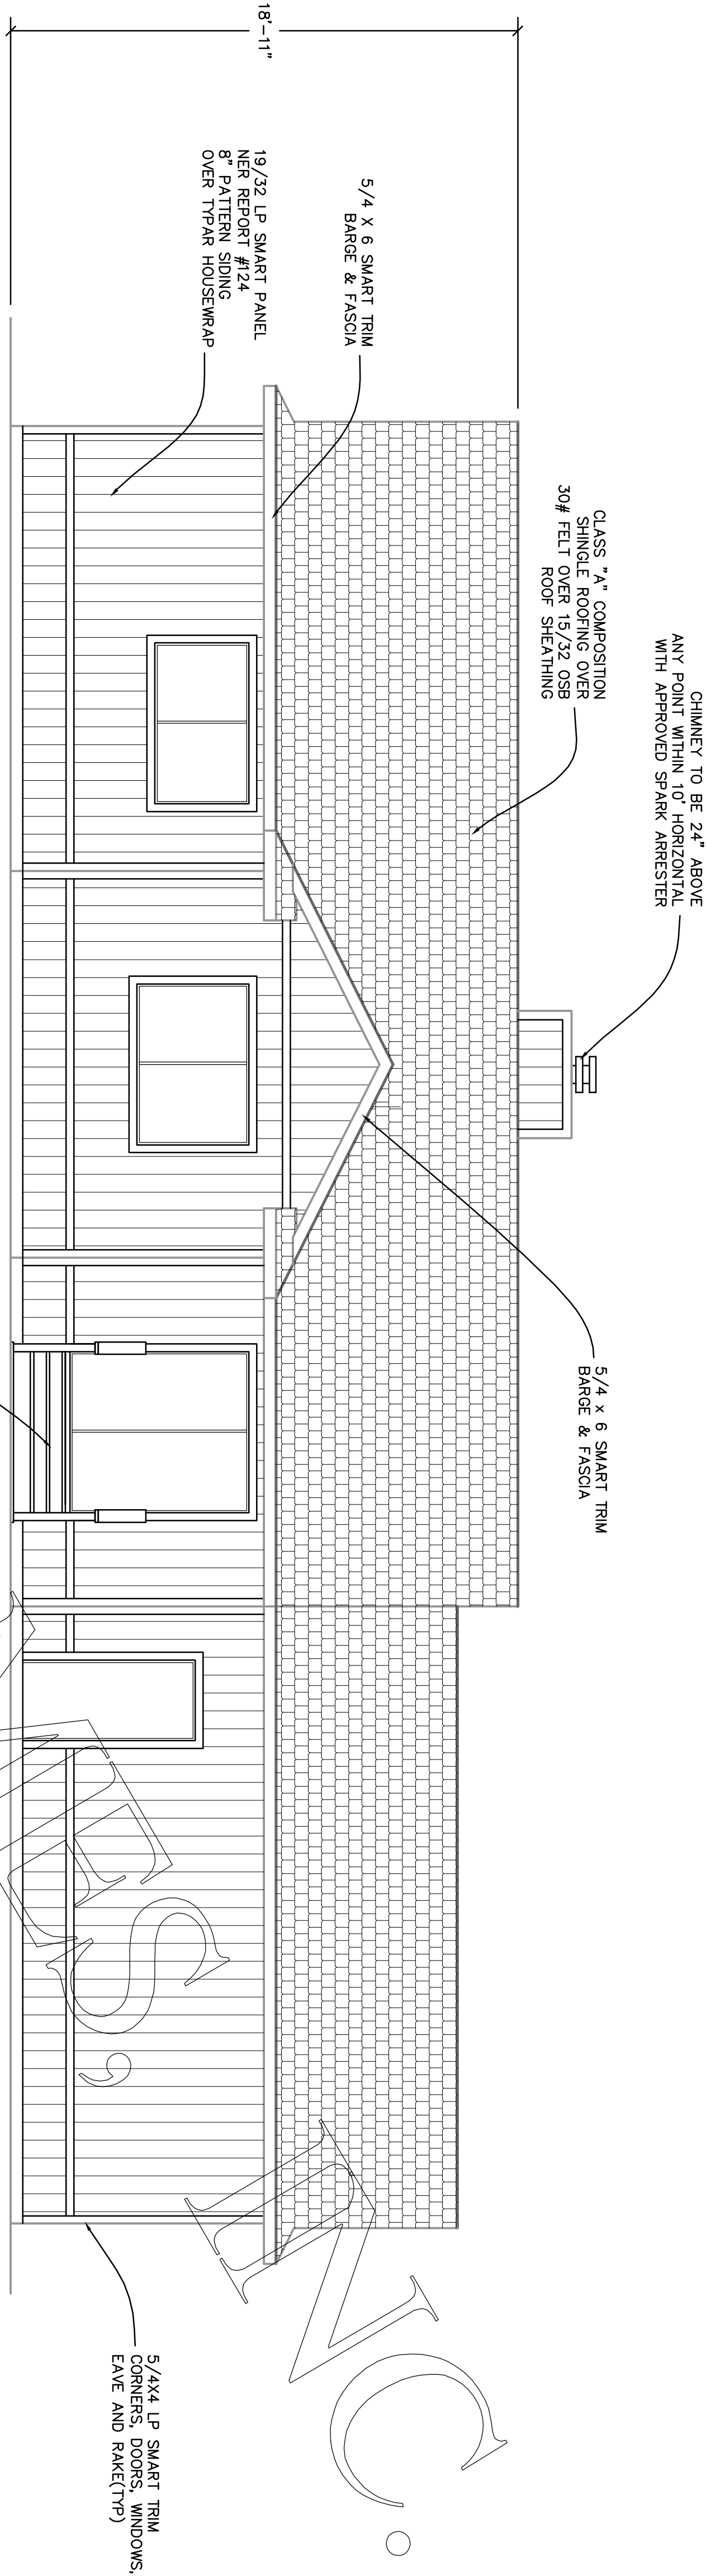 CHIMNEY TO BE 24" ABOVE
ANY POINT WITHIN 10' HORIZONTAL
WITH APPROVED SPARK ARRESTER
CLASS "A" COMPOSITION
SHINGLE ROOFING OVER
30# FELT OVER 15/32 OSB
ROOF SHEATHING
5/4 x 6 SMART TRIM
BARGE & FASCIA
18'-11"
5/4 X 6 SMART TRIM
BARGE & FASCIA
19/32 LP SMART PANEL
NER REPORT #124
8" PATTERN SIDING
OVER TYPAR HOUSEWRAP
5/4X4 LP SMART TRIM
CORNERS, DOORS, WINDOWS,
EAVE AND RAKE(TYP)
INC.